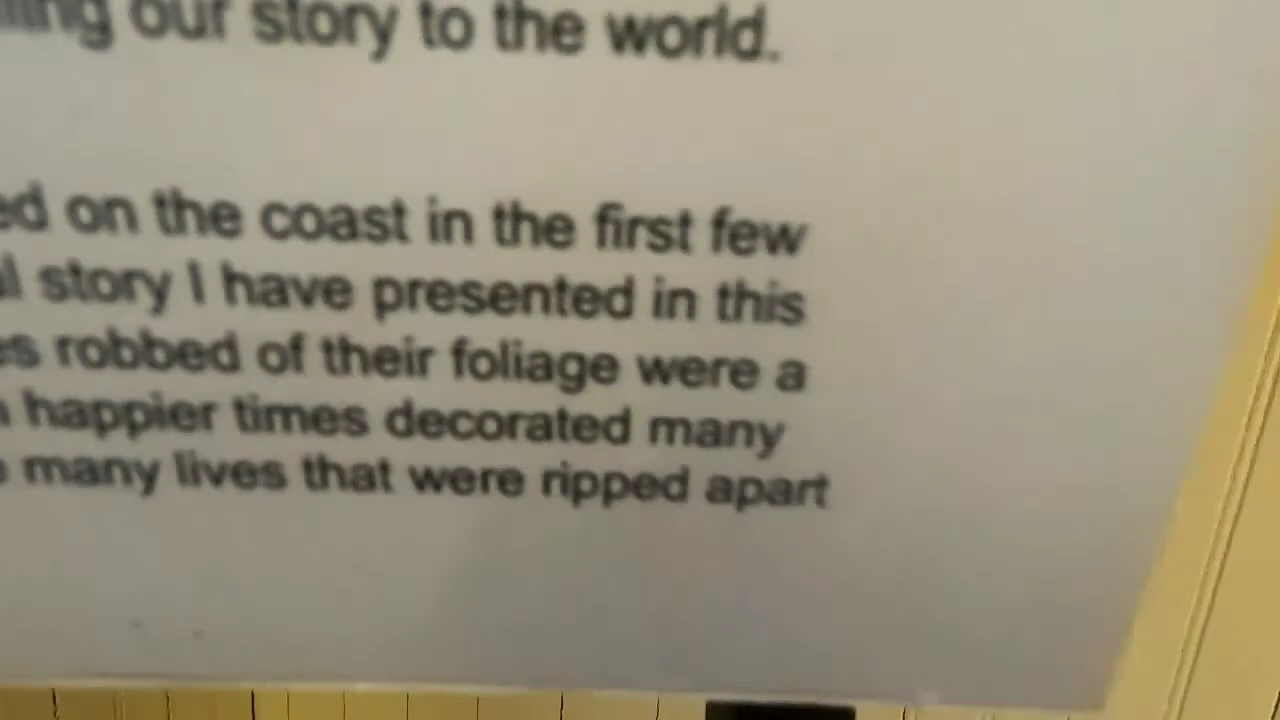 our story to the world.
on the coast in the first few
story I have presented in this
robbed of their foliage were a
happier times decorated many
many lives that were ripped apart